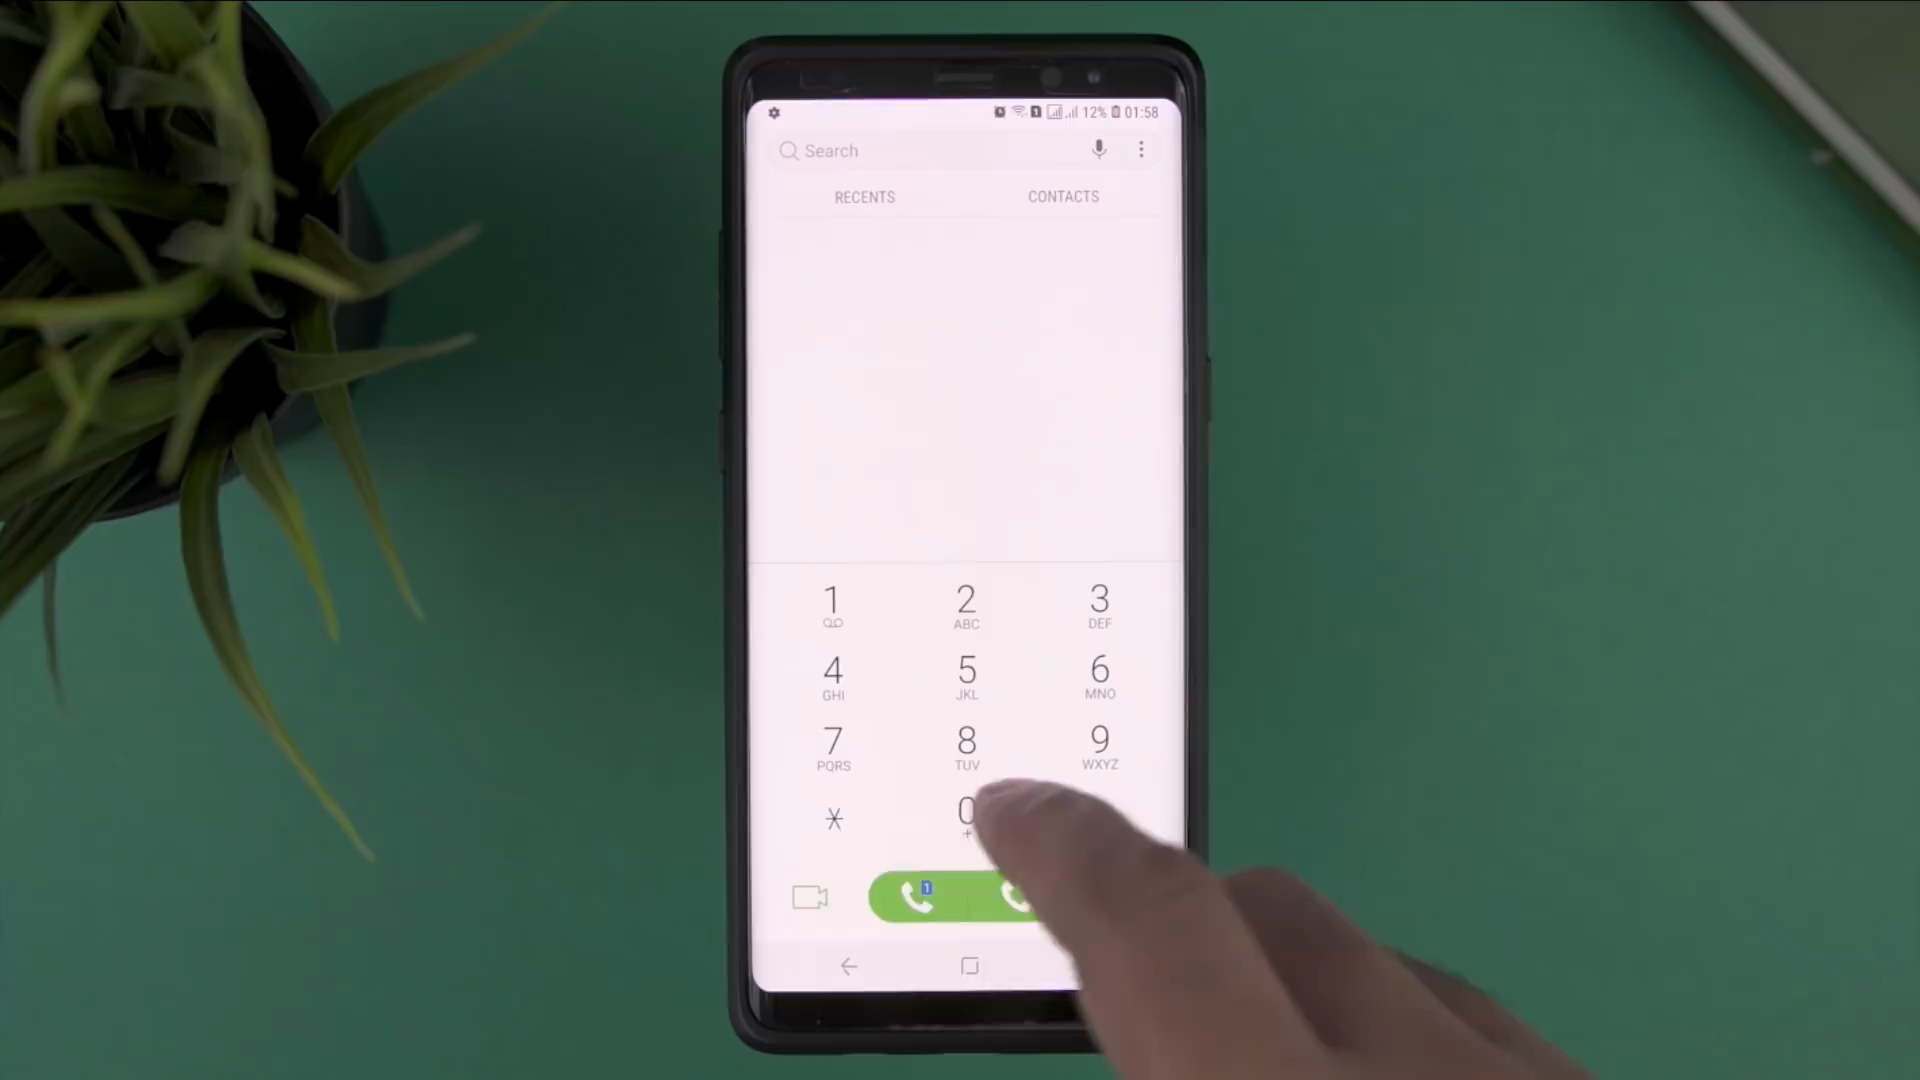 12% 01:58
Search
RECENTS CONTACTS
1 2 3
ABC DEF
4 5 6
GHI JKL MNO
7 8 9
PQRS TUV WXYZ
* 0
+
1